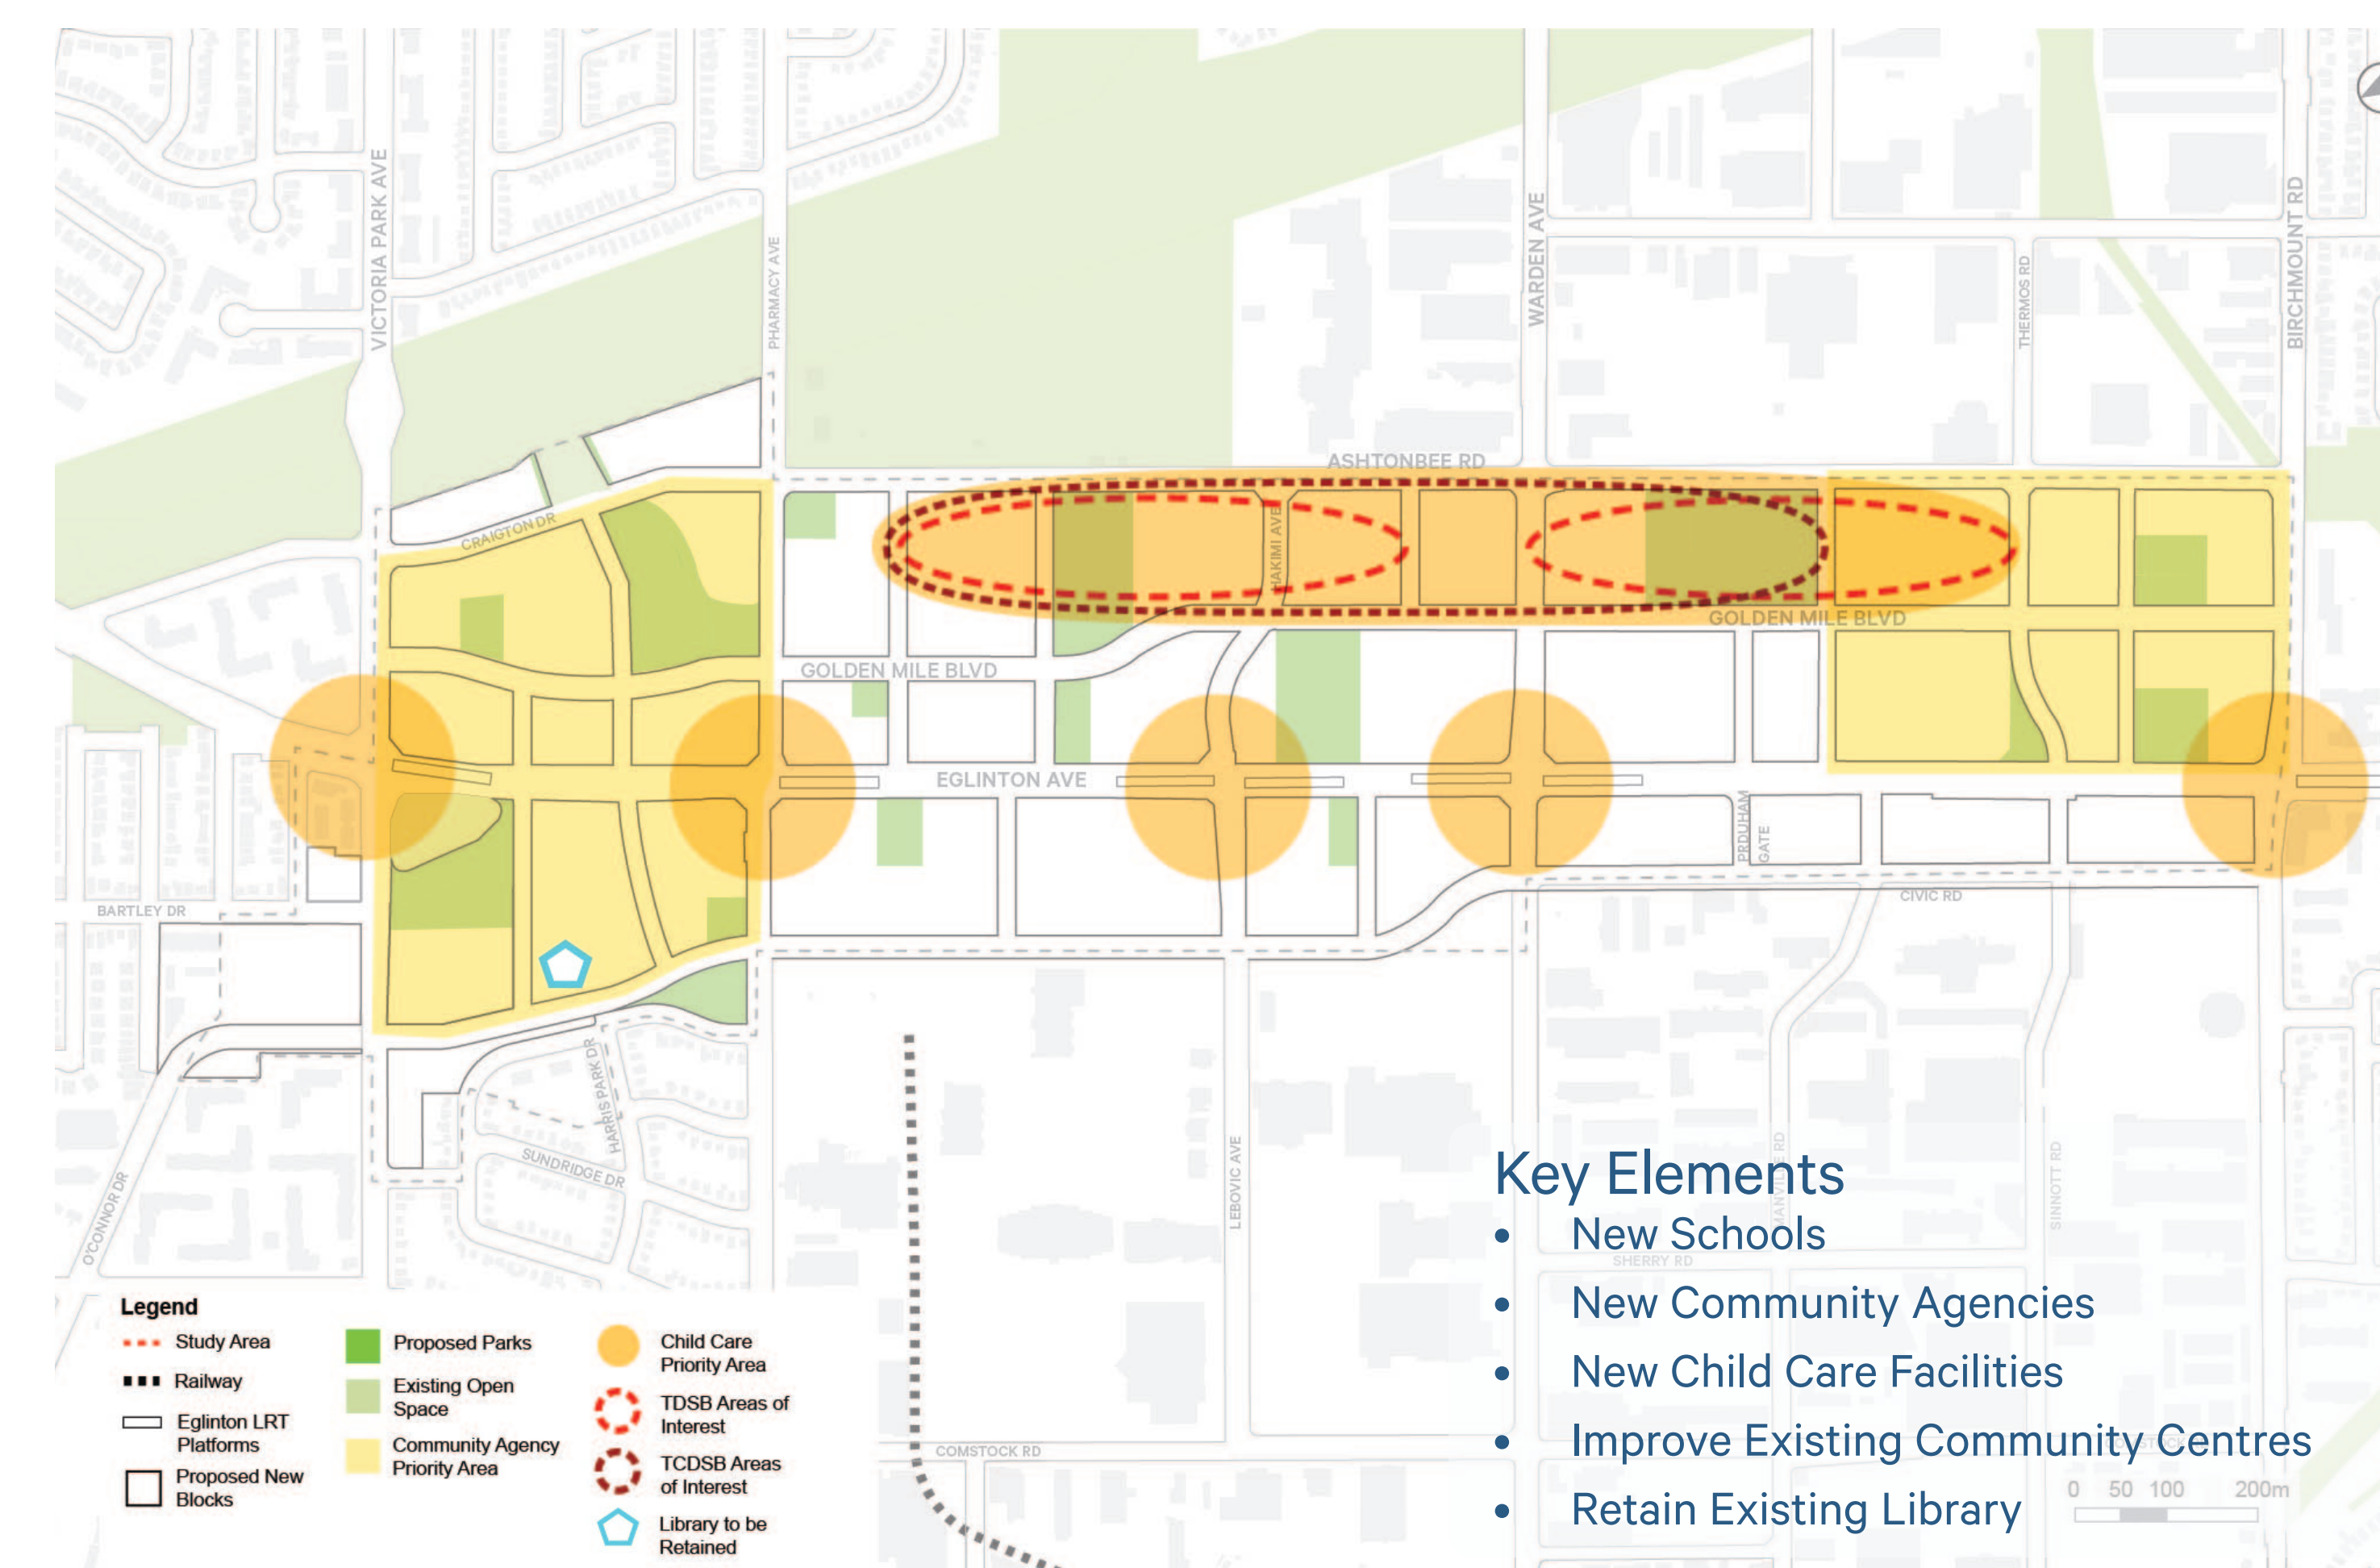 VICTORIA PARK AVE
PHARMACY AVE
WARDEN AVE
THERMOS RD
BIRCHMOUNT RD
ASHTONBEE RD
CRAIGTON DR
HAKIMI AVE
GOLDEN MILE BLVD
GOLDEN MILE BLVD
EGLINTON AVE
PRDUHAM
GATE
CIVIC RD
BARTLEY DR
HARRIS PARK DR
SUNDRIDGE DR
O'CONNOR DR
LEBOVIC AVE
MANVILLE RD
SINNOTT RD
SHERRY RD
COMSTOCK RD
COMSTOCK RD
Key Elements
• New Schools
• New Community Agencies
• New Child Care Facilities
• Improve Existing Community Centres
• Retain Existing Library
0 50 100 200m
Legend
Study Area
Railway
Eglinton LRT
Platforms
Proposed New
Blocks
Proposed Parks
Existing Open
Space
Community Agency
Priority Area
Child Care
Priority Area
TDSB Areas of
Interest
TCDSB Areas
of Interest
Library to be
Retained